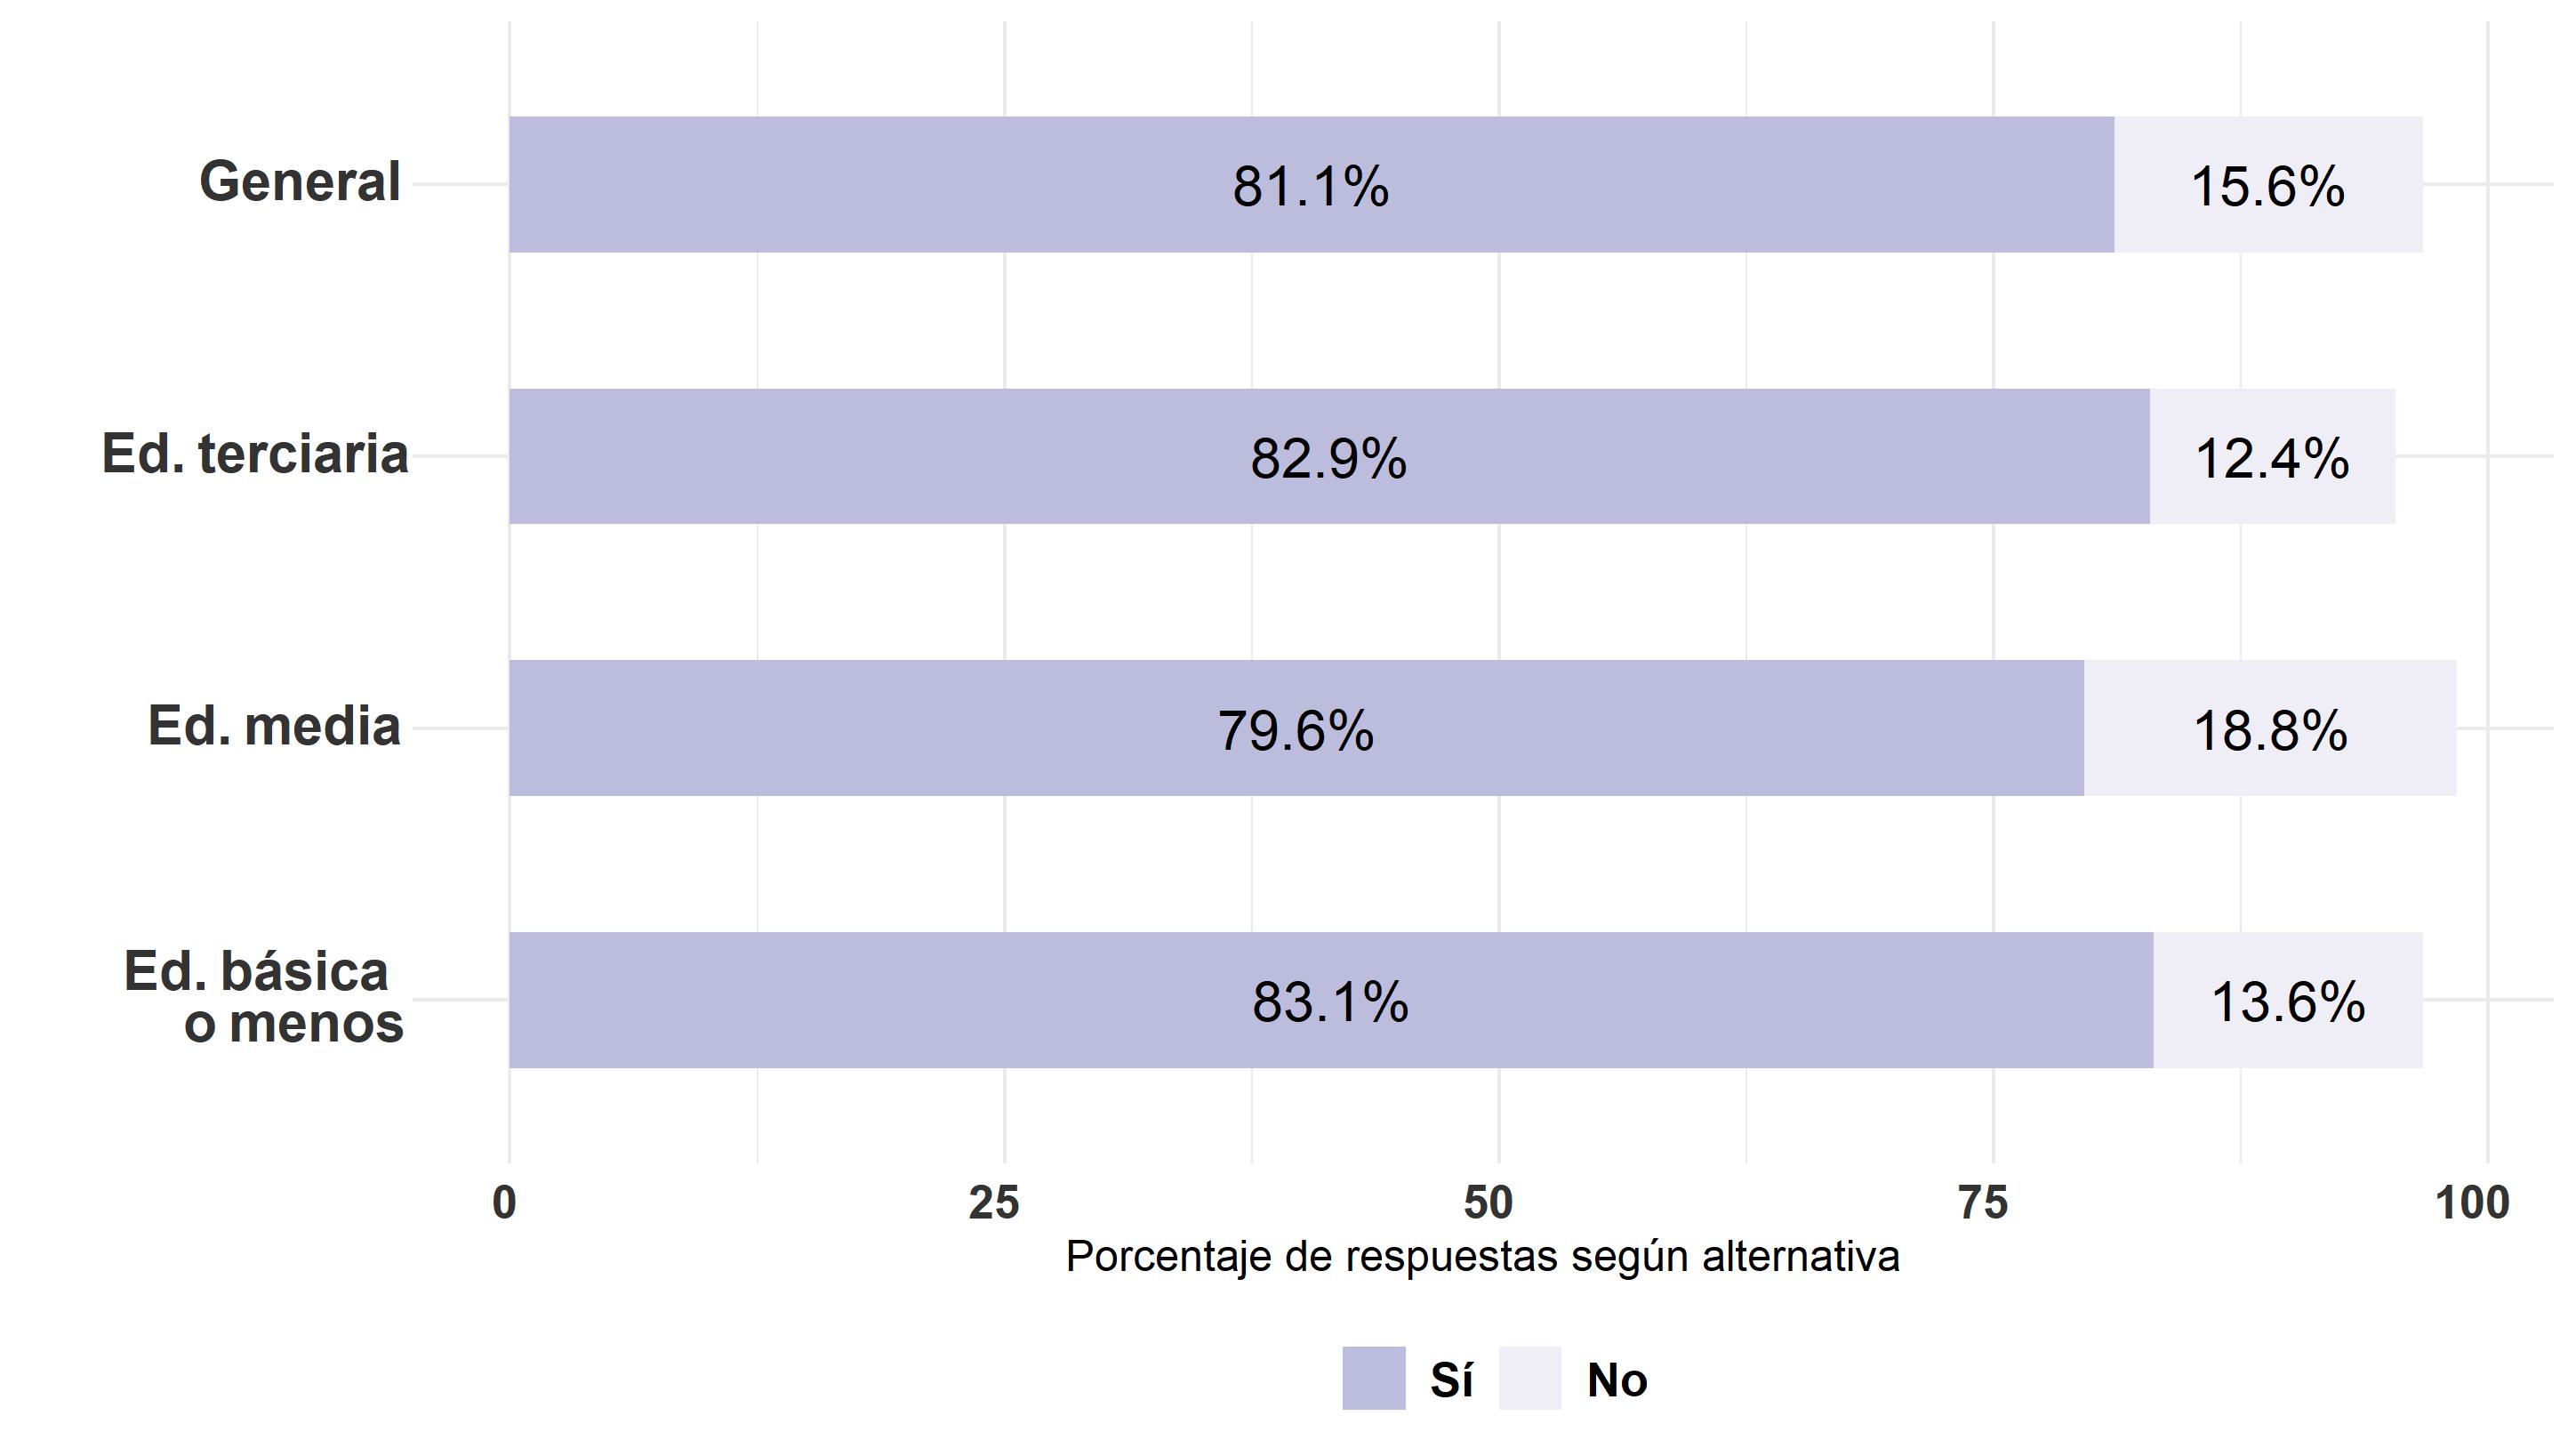 General
81.1%
15.6%
Ed. terciaria
82.9%
12.4%
Ed. media
79.6%
18.8%
Ed. básica
o menos
83.1%
13.6%
0 25 50 75 100
Porcentaje de respuestas según alternativa
Sí No